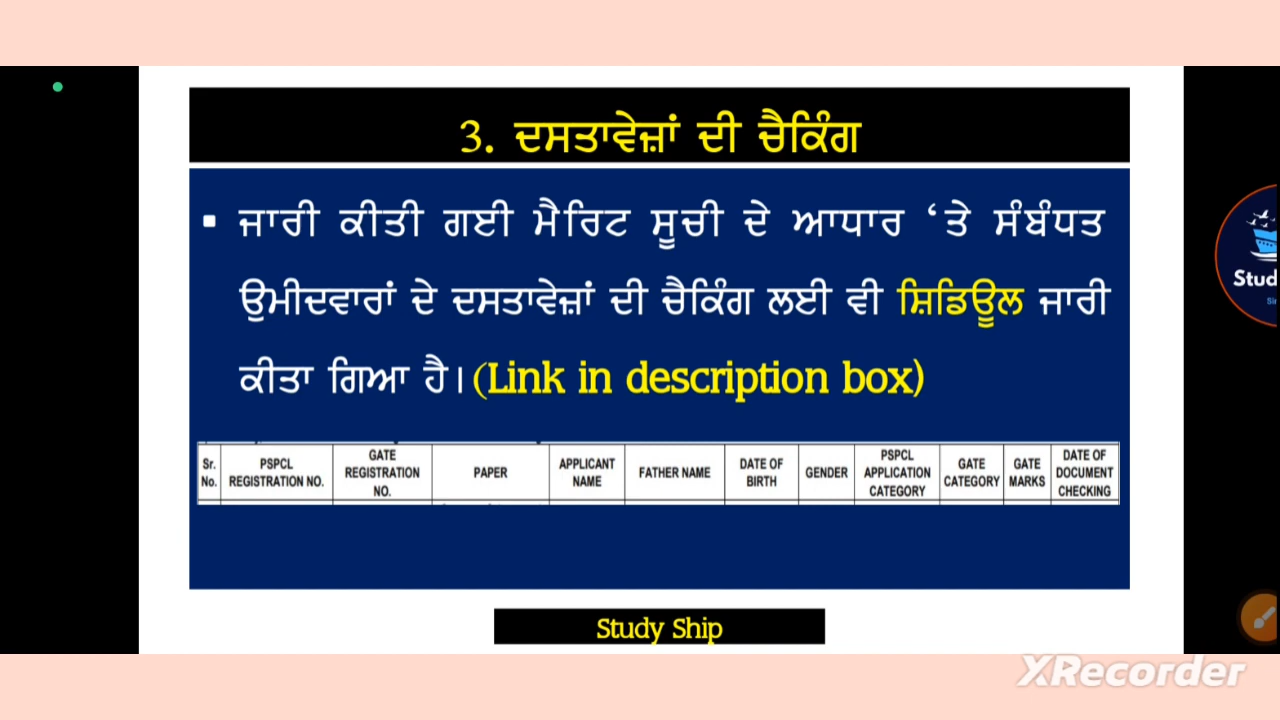 3. ਦਸਤਾਵੇਜ਼ਾਂ ਦੀ ਚੈਕਿੰਗ
▪ ਜਾਰੀ ਕੀਤੀ ਗਈ ਮੈਰਿਟ ਸੂਚੀ ਦੇ ਆਧਾਰ ‘ਤੇ ਸੰਬੰਧਤ
ਉਮੀਦਵਾਰਾਂ ਦੇ ਦਸਤਾਵੇਜ਼ਾਂ ਦੀ ਚੈਕਿੰਗ ਲਈ ਵੀ ਸ਼ਿਡਿਊਲ ਜਾਰੀ
ਕੀਤਾ ਗਿਆ ਹੈ। (Link in description box)
Sr. No. PSPCL REGISTRATION NO. GATE REGISTRATION NO. PAPER APPLICANT NAME FATHER NAME DATE OF BIRTH GENDER PSPCL APPLICATION CATEGORY GATE CATEGORY GATE MARKS DATE OF DOCUMENT CHECKING
Study Ship
XRecorder